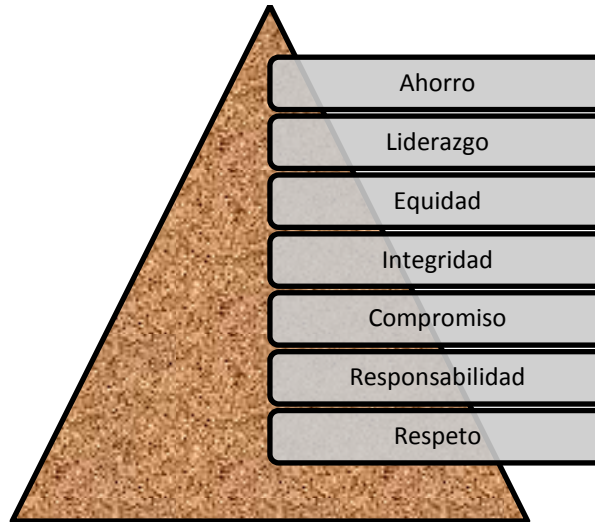 Ahorro
Liderazgo
Equidad
Integridad
Compromiso
Responsabilidad
Respeto